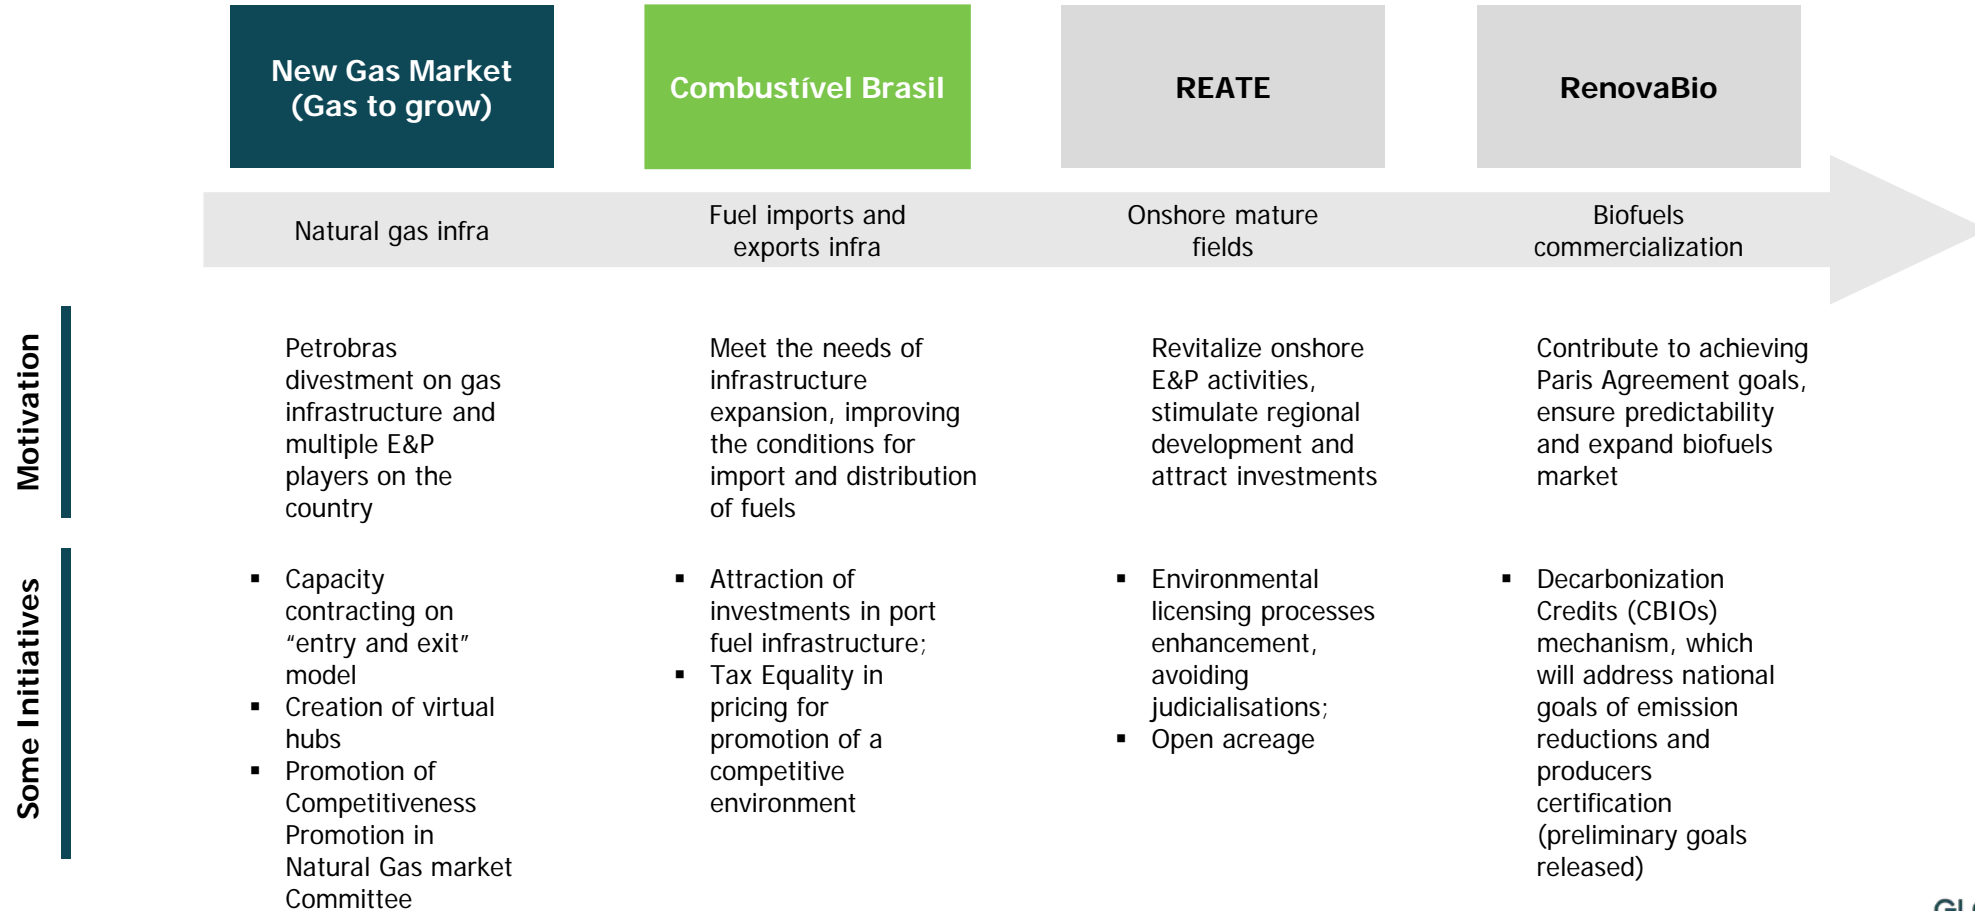 New Gas Market
(Gas to grow)
Combustível Brasil
REATE
RenovaBio
Natural gas infra
Fuel imports and
exports infra
Onshore mature
fields
Biofuels
commercialization
Motivation
Petrobras
divestment on gas
infrastructure and
multiple E&P
players on the
country
Meet the needs of
infrastructure
expansion, improving
the conditions for
import and distribution
of fuels
Revitalize onshore
E&P activities,
stimulate regional
development and
attract investments
Contribute to achieving
Paris Agreement goals,
ensure predictability
and expand biofuels
market
Some Initiatives
▪ Capacity
contracting on
“entry and exit”
model
▪ Creation of virtual
hubs
▪ Promotion of
Competitiveness
Promotion in
Natural Gas market
Committee
▪ Attraction of
investments in port
fuel infrastructure;
▪ Tax Equality in
pricing for
promotion of a
competitive
environment
▪ Environmental
licensing processes
enhancement,
avoiding
judicialisations;
▪ Open acreage
▪ Decarbonization
Credits (CBIOs)
mechanism, which
will address national
goals of emission
reductions and
producers
certification
(preliminary goals
released)